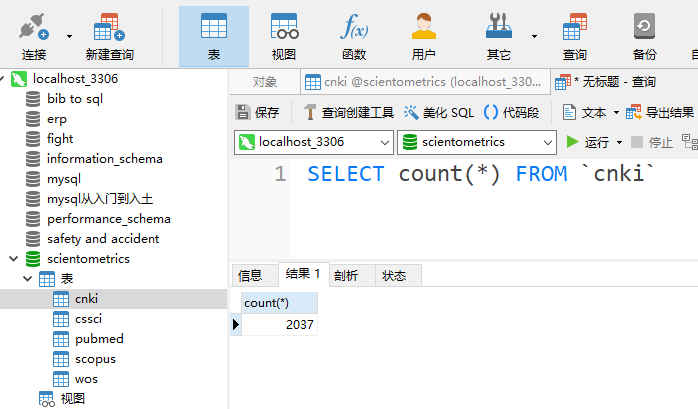 连接
新建查询
表
视图
函数
用户
其它
查询
备份
localhost_3306
bib to sql
erp
fight
information_schema
mysql
mysql从入门到入土
performance_schema
safety and accident
scientometrics
表
cnki
cssci
pubmed
scopus
wos
视图
对象
cnki @scientometrics (localhost_330...
* 无标题 - 查询
保存
查询创建工具
美化 SQL
() 代码段
文本
导出结果
localhost_3306
scientometrics
运行
停止
1 SELECT count(*) FROM `cnki`
信息
结果 1
剖析
状态
count(*)
2037